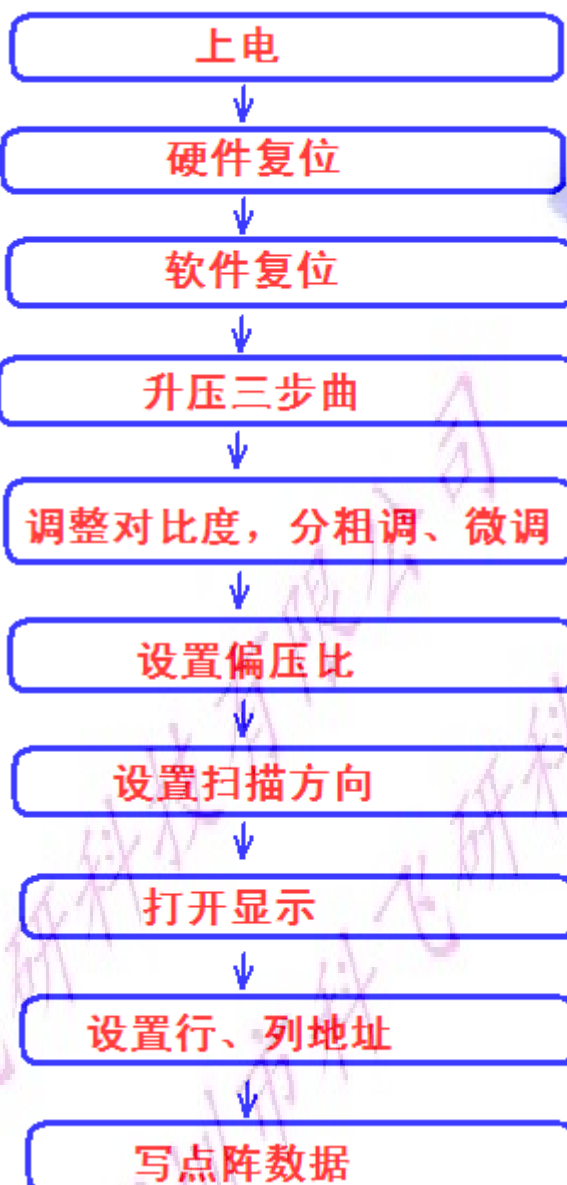 上电
硬件复位
软件复位
升压三步曲
调整对比度，分粗调、微调
设置偏压比
设置扫描方向
打开显示
设置行、列地址
写点阵数据